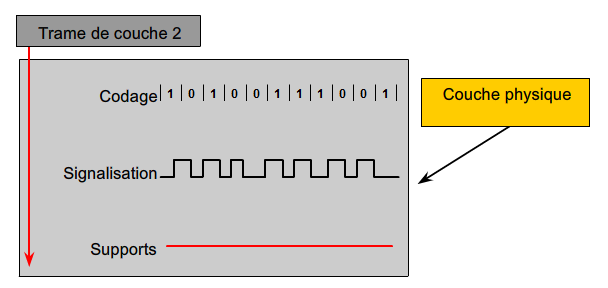 Trame de couche 2
Couche physique
Codage 1 0 1 0 0 1 1 1 0 0 1
Signalisation
Supports